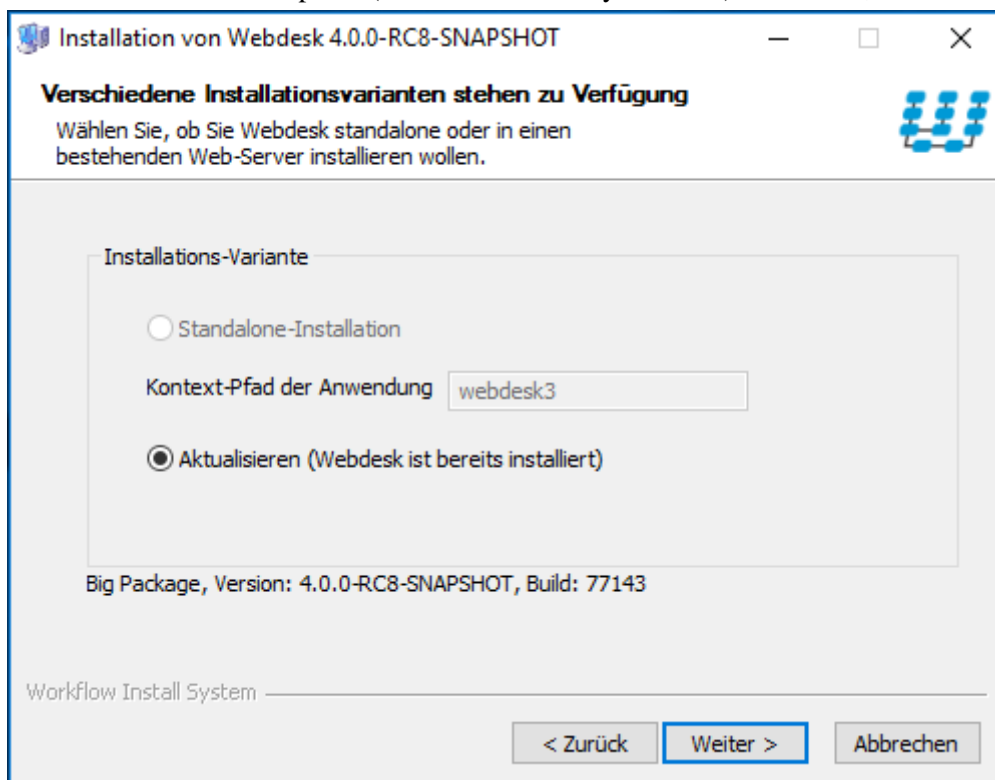 Installation von Webdesk 4.0.0-RC8-SNAPSHOT
Verschiedene Installationsvarianten stehen zu Verfügung
Wählen Sie, ob Sie Webdesk standalone oder in einen
bestehenden Web-Server installieren wollen.
Installations-Variante
Standalone-Installation
Kontext-Pfad der Anwendung webdesk3
Aktualisieren (Webdesk ist bereits installiert)
Big Package, Version: 4.0.0-RC8-SNAPSHOT, Build: 77143
Workflow Install System
< Zurück Weiter > Abbrechen